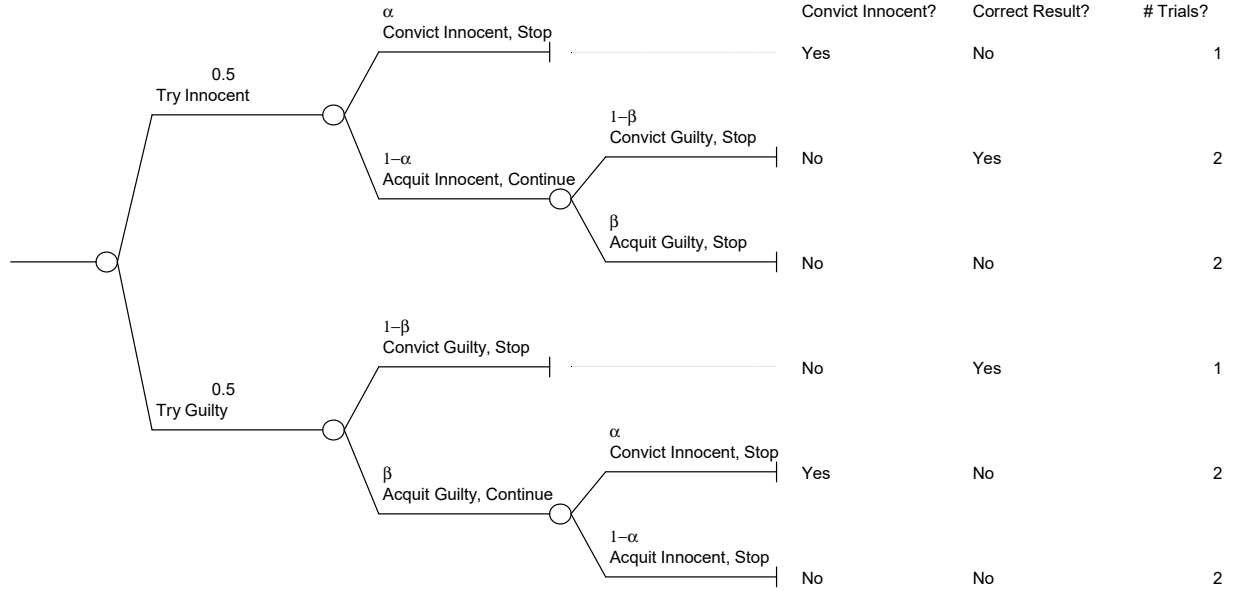 α
Convict Innocent? Correct Result? # Trials?
Convict Innocent, Stop
Yes No 1
0.5
Try Innocent
1−β
Convict Guilty, Stop
No Yes 2
1−α
Acquit Innocent, Continue
β
Acquit Guilty, Stop
No No 2
1−β
Convict Guilty, Stop
No Yes 1
0.5
Try Guilty
α
Convict Innocent, Stop
Yes No 2
β
Acquit Guilty, Continue
1−α
Acquit Innocent, Stop
No No 2